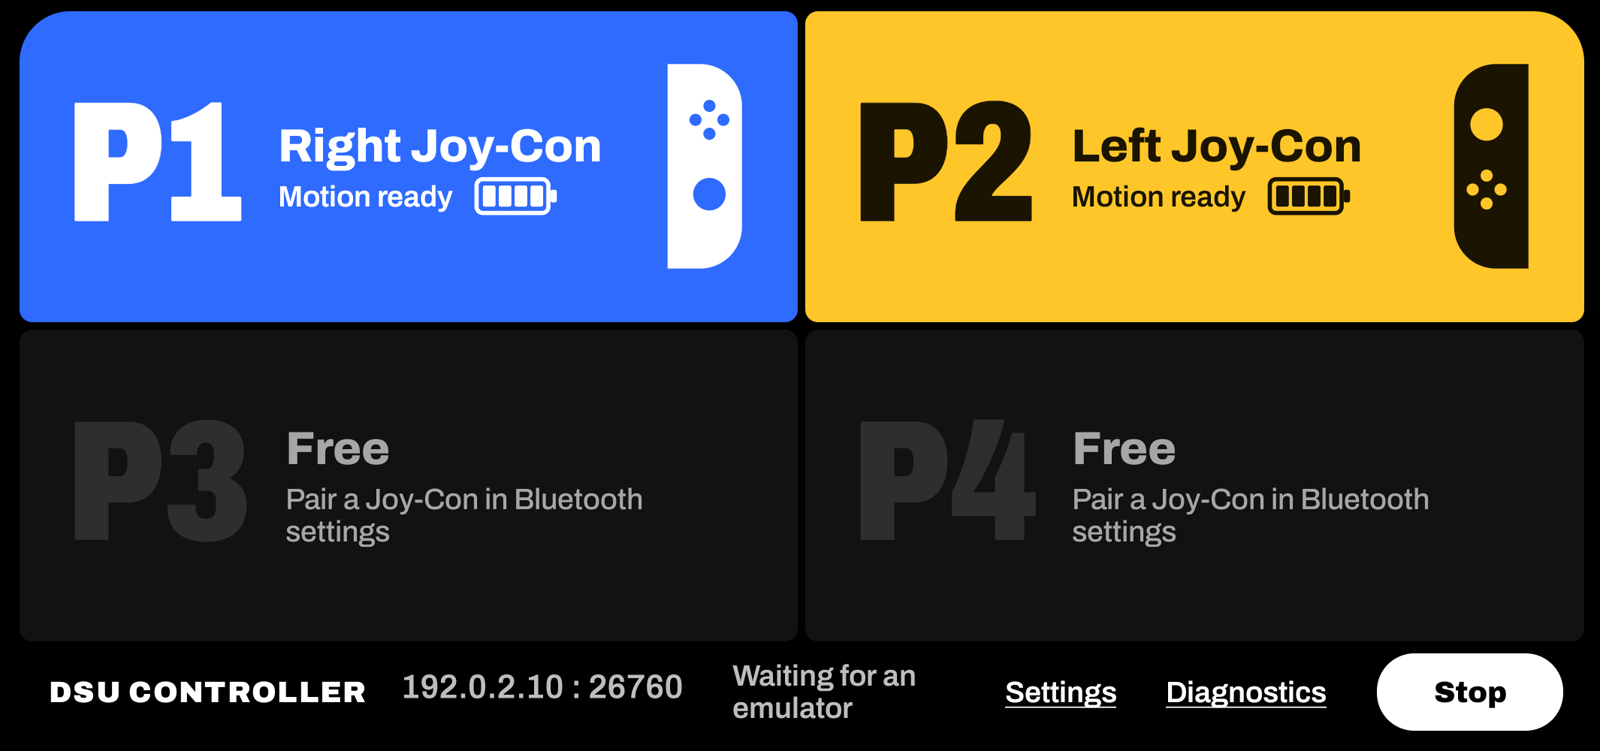 P1
Right Joy-Con
Motion ready
P2
Left Joy-Con
Motion ready
P3
Free
Pair a Joy-Con in Bluetooth
settings
P4
Free
Pair a Joy-Con in Bluetooth
settings
DSU CONTROLLER
192.0.2.10 : 26760
Waiting for an
emulator
Settings
Diagnostics
Stop